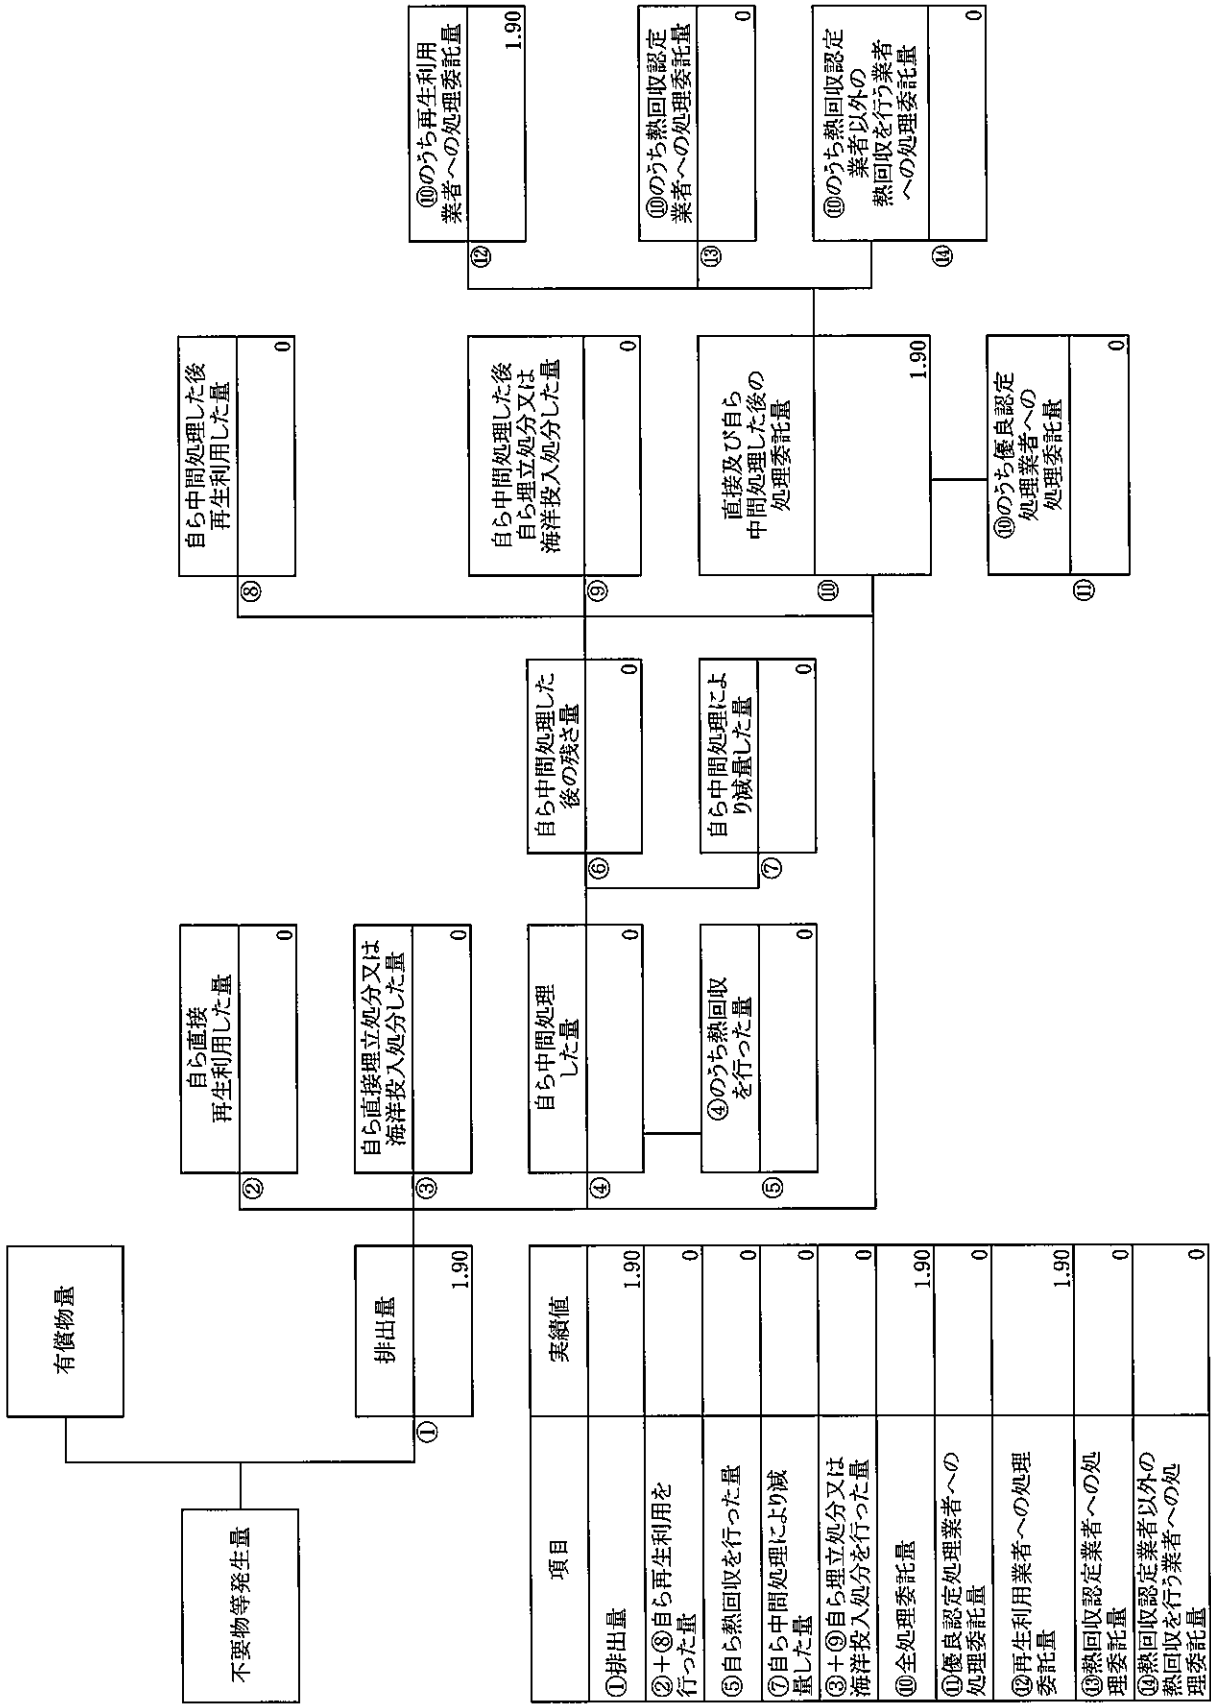 不要物等発生量
有償物量
①
排出量
1.90
②
自ら直接
再生利用した量
0
③
自ら直接埋立処分又は
海洋投入処分した量
0
④
自ら中間処理
した量
0
⑤
④のうち熱回収
を行った量
0
⑥
自ら中間処理した
後の残さ量
0
⑦
自ら中間処理によ
り減量した量
0
⑧
自ら中間処理した後
再生利用した量
0
⑨
自ら中間処理した後
自ら埋立処分又は
海洋投入処分した量
0
⑩
直接及び自ら
中間処理した後の
処理委託量
1.90
⑪
⑩のうち優良認定
処理業者への
処理委託量
0
⑫
⑩のうち再生利用
業者への処理委託量
1.90
⑬
⑩のうち熱回収認定
業者への処理委託量
0
⑭
⑩のうち熱回収認定
業者以外の
熱回収を行う業者
への処理委託量
0
項目 実績値
①排出量 1.90
②+⑧自ら再生利用を
行った量 0
⑤自ら熱回収を行った量 0
⑦自ら中間処理により減
量した量 0
③+⑨自ら埋立処分又は
海洋投入処分を行った量 0
⑩全処理委託量 1.90
⑪優良認定処理業者への
処理委託量 0
⑫再生利用業者への処理
委託量 1.90
⑬熱回収認定業者への処
理委託量 0
⑭熱回収認定業者以外の
熱回収を行う業者への処
理委託量 0